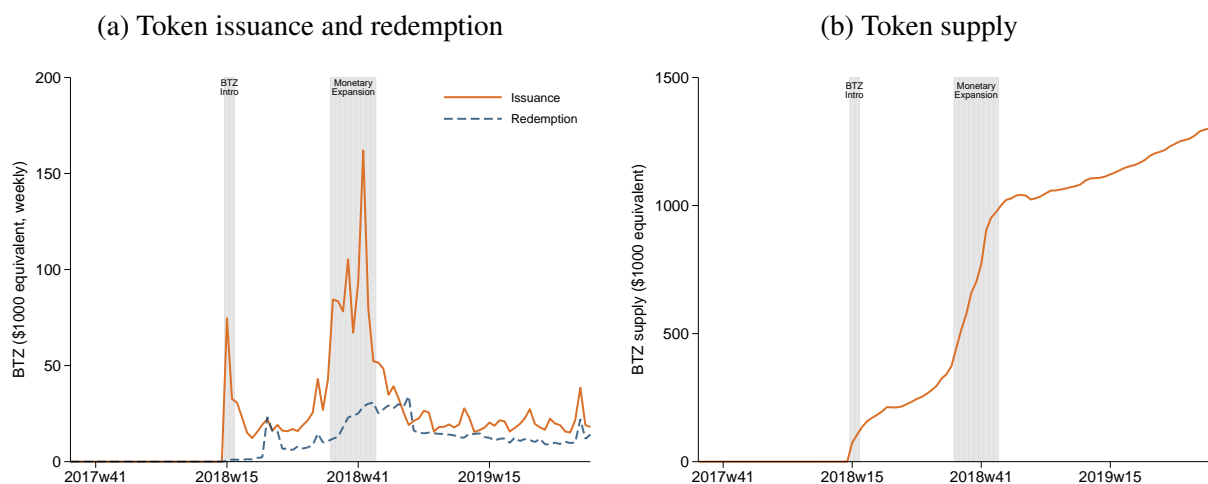 (a) Token issuance and redemption
BTZ ($1000 equivalent, weekly)
200
150
100
50
0
2017w41
2018w15
2018w41
2019w15
BTZ
Intro
Monetary
Expansion
Issuance
Redemption
(b) Token supply
BTZ supply ($1000 equivalent)
1500
1000
500
0
2017w41
2018w15
2018w41
2019w15
BTZ
Intro
Monetary
Expansion